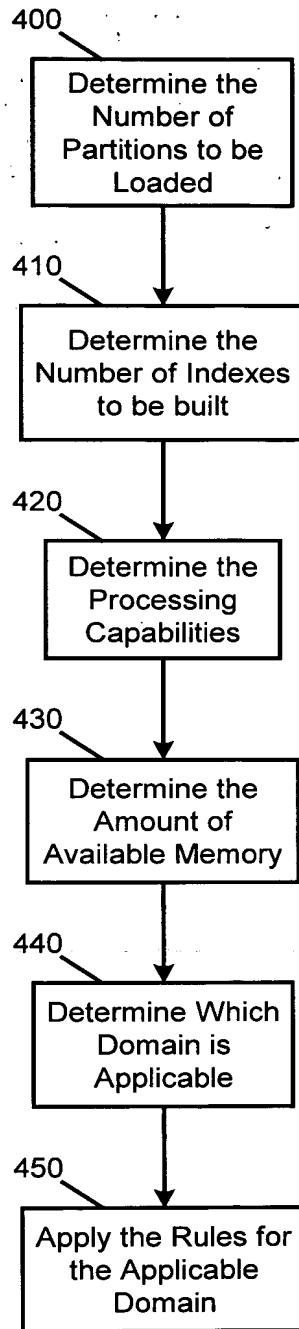 400
Determine the
Number of
Partitions to be
Loaded
410
Determine the
Number of Indexes
to be built
420
Determine the
Processing
Capabilities
430
Determine the
Amount of
Available Memory
440
Determine Which
Domain is
Applicable
450
Apply the Rules for
the Applicable
Domain